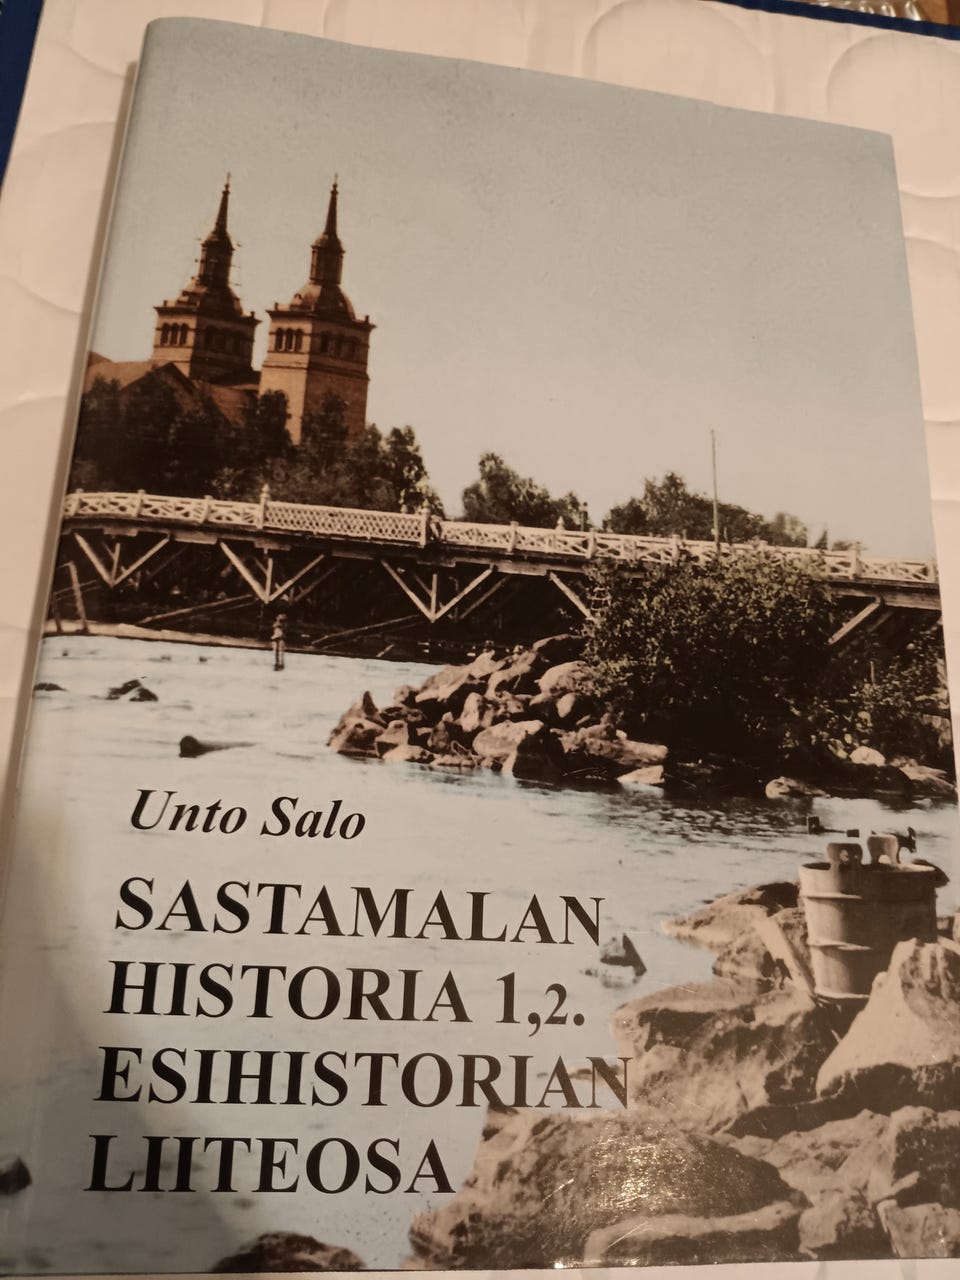 Unto Salo
SASTAMALAN
HISTORIA 1,2.
ESIHISTORIAN
LIITEOSA